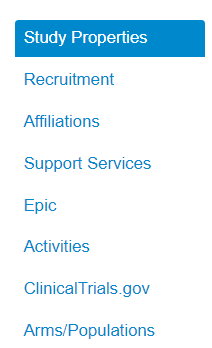 Study Properties
Recruitment
Affiliations
Support Services
Epic
Activities
ClinicalTrials.gov
Arms/Populations